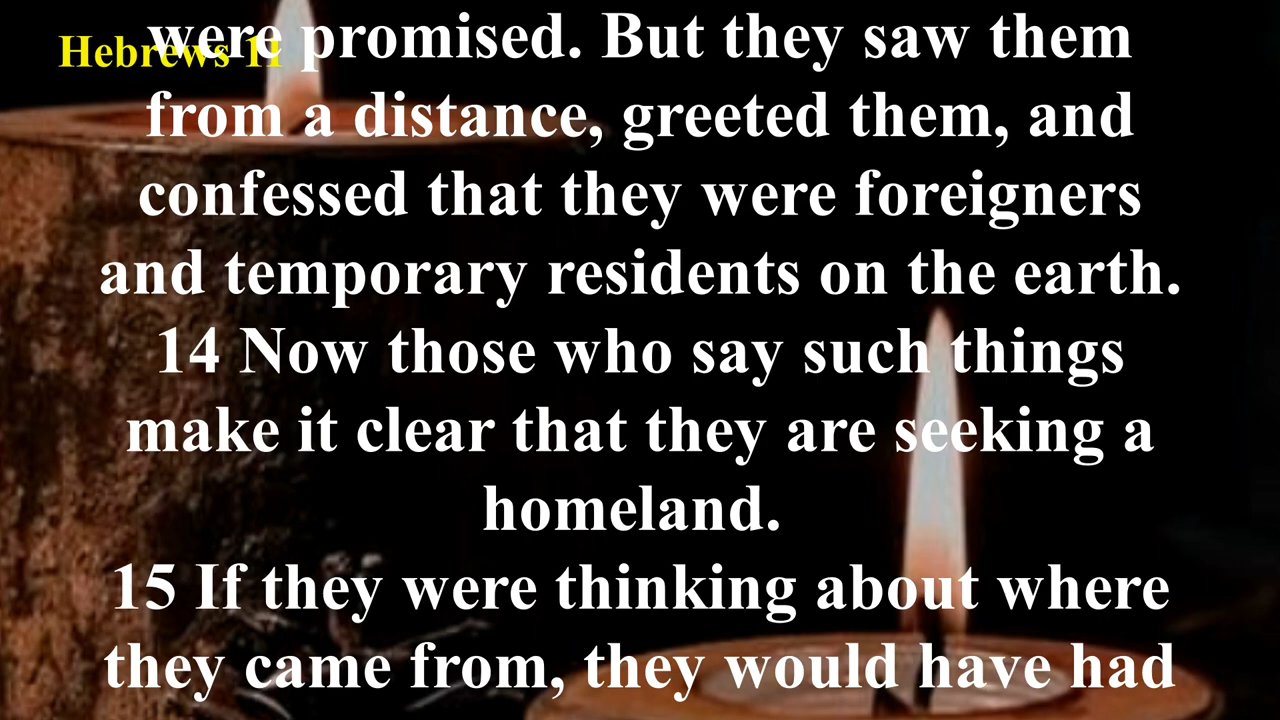 Hebrews 11
were promised. But they saw them
from a distance, greeted them, and
confessed that they were foreigners
and temporary residents on the earth.
14 Now those who say such things
make it clear that they are seeking a
homeland.
15 If they were thinking about where
they came from, they would have had